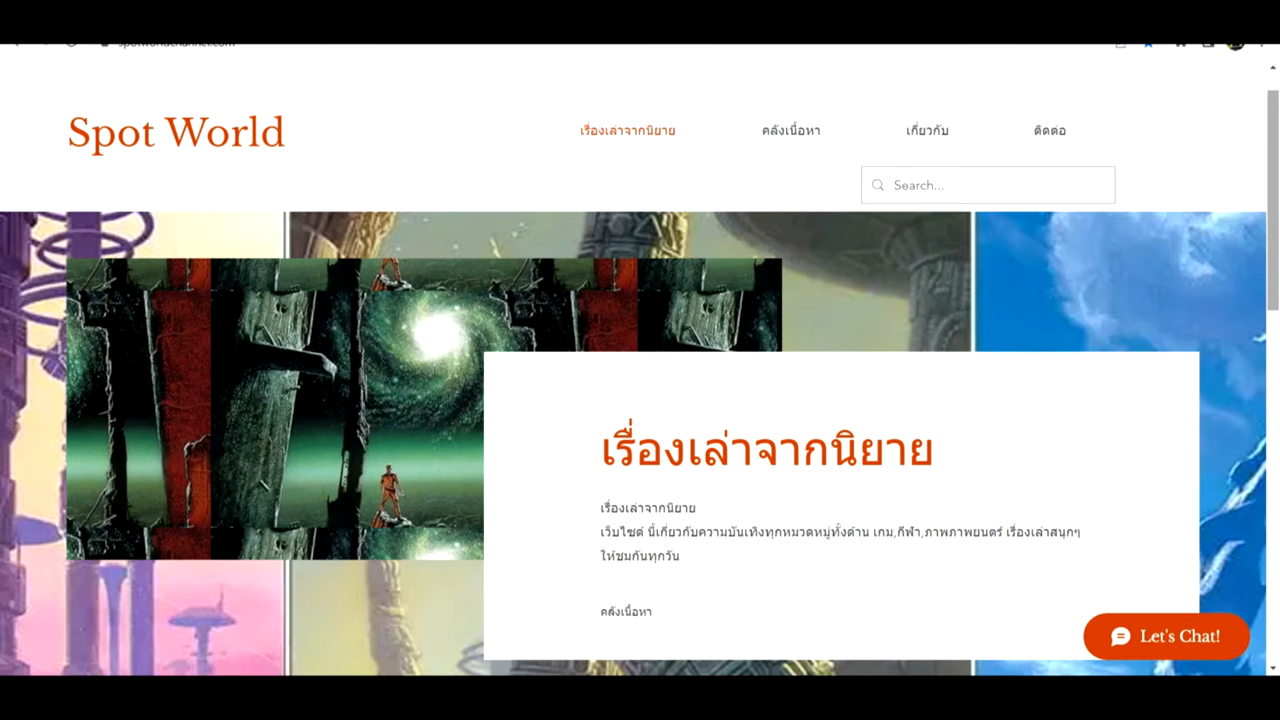 Spot World
เรื่องเล่าจากนิยาย
คลังเนื้อหา
เกี่ยวกับ
ติดต่อ
Search...
เรื่องเล่าจากนิยาย
เรื่องเล่าจากนิยาย
เว็บไซด์ นี้เกี่ยวกับความบันเทิงทุกหมวดหมู่ทั้งด้าน เกม,กีฬา,ภาพภาพยนตร์ เรื่องเล่าสนุกๆ
ให้ชมกันทุกวัน
คลังเนื้อหา
Let's Chat!